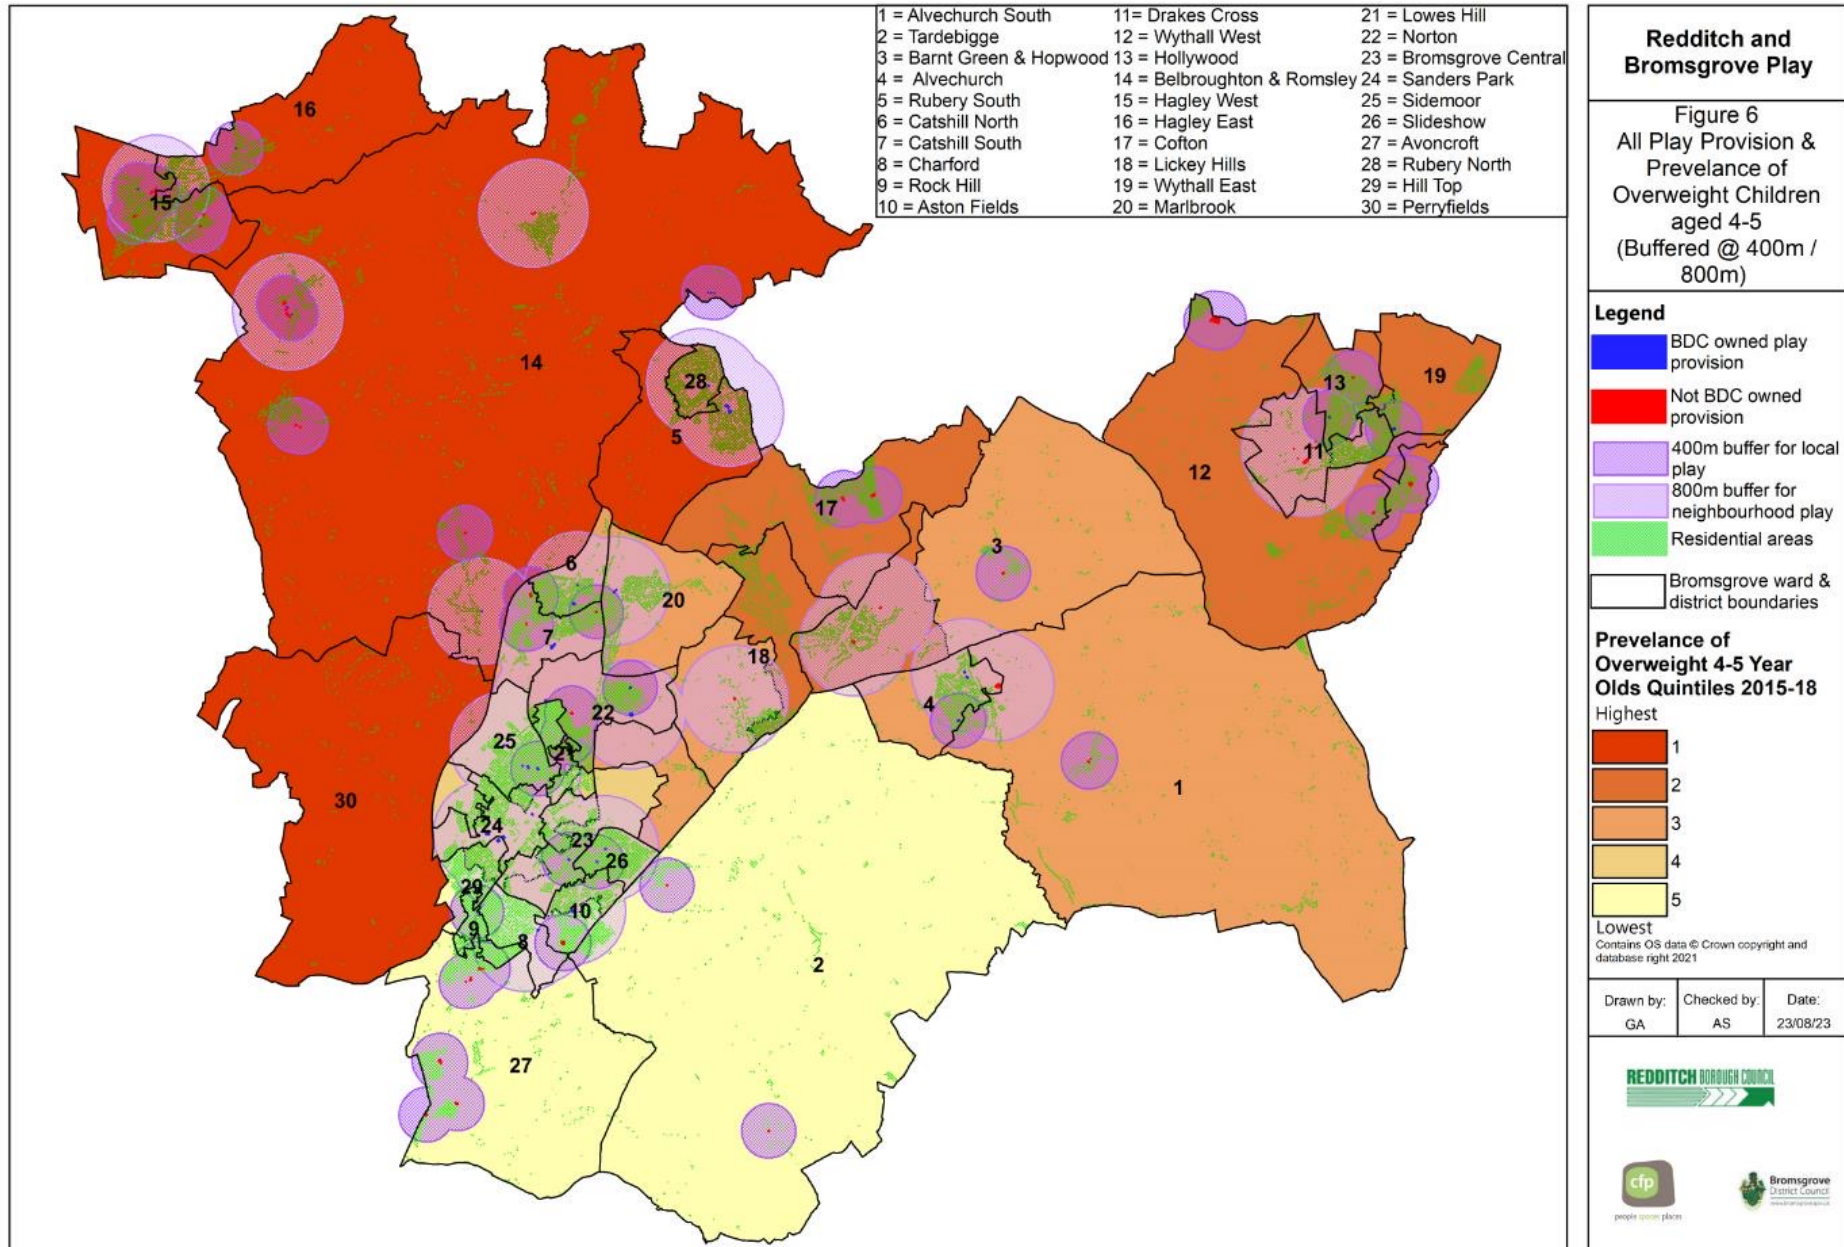 1 = Alvechurch South
2 = Tardebigge
3 = Barnt Green & Hopwood
4 = Alvechurch
5 = Rubery South
6 = Catshill North
7 = Catshill South
8 = Charford
9 = Rock Hill
10 = Aston Fields
11= Drakes Cross
12 = Wythall West
13 = Hollywood
14 = Belbroughton & Romsley
15 = Hagley West
16 = Hagley East
17 = Cofton
18 = Lickey Hills
19 = Wythall East
20 = Marlbrook
21 = Lowes Hill
22 = Norton
23 = Bromsgrove Central
24 = Sanders Park
25 = Sidemoor
26 = Slideshow
27 = Avoncroft
28 = Rubery North
29 = Hill Top
30 = Perryfields
16
15
14
28
5
13
19
11
12
17
3
6
20
7
18
4
22
25
21
1
30
24
23
26
29
10
9
8
2
27
Redditch and
Bromsgrove Play
Figure 6
All Play Provision &
Prevelance of
Overweight Children
aged 4-5
(Buffered @ 400m /
800m)
Legend
BDC owned play
provision
Not BDC owned
provision
400m buffer for local
play
800m buffer for
neighbourhood play
Residential areas
Bromsgrove ward &
district boundaries
Prevelance of
Overweight 4-5 Year
Olds Quintiles 2015-18
Highest
1
2
3
4
5
Lowest
Contains OS data © Crown copyright and
database right 2021
Drawn by:
GA
Checked by:
AS
Date:
23/08/23
REDDITCH BOROUGH COUNCIL
cfp
people spaces places
Bromsgrove
District Council